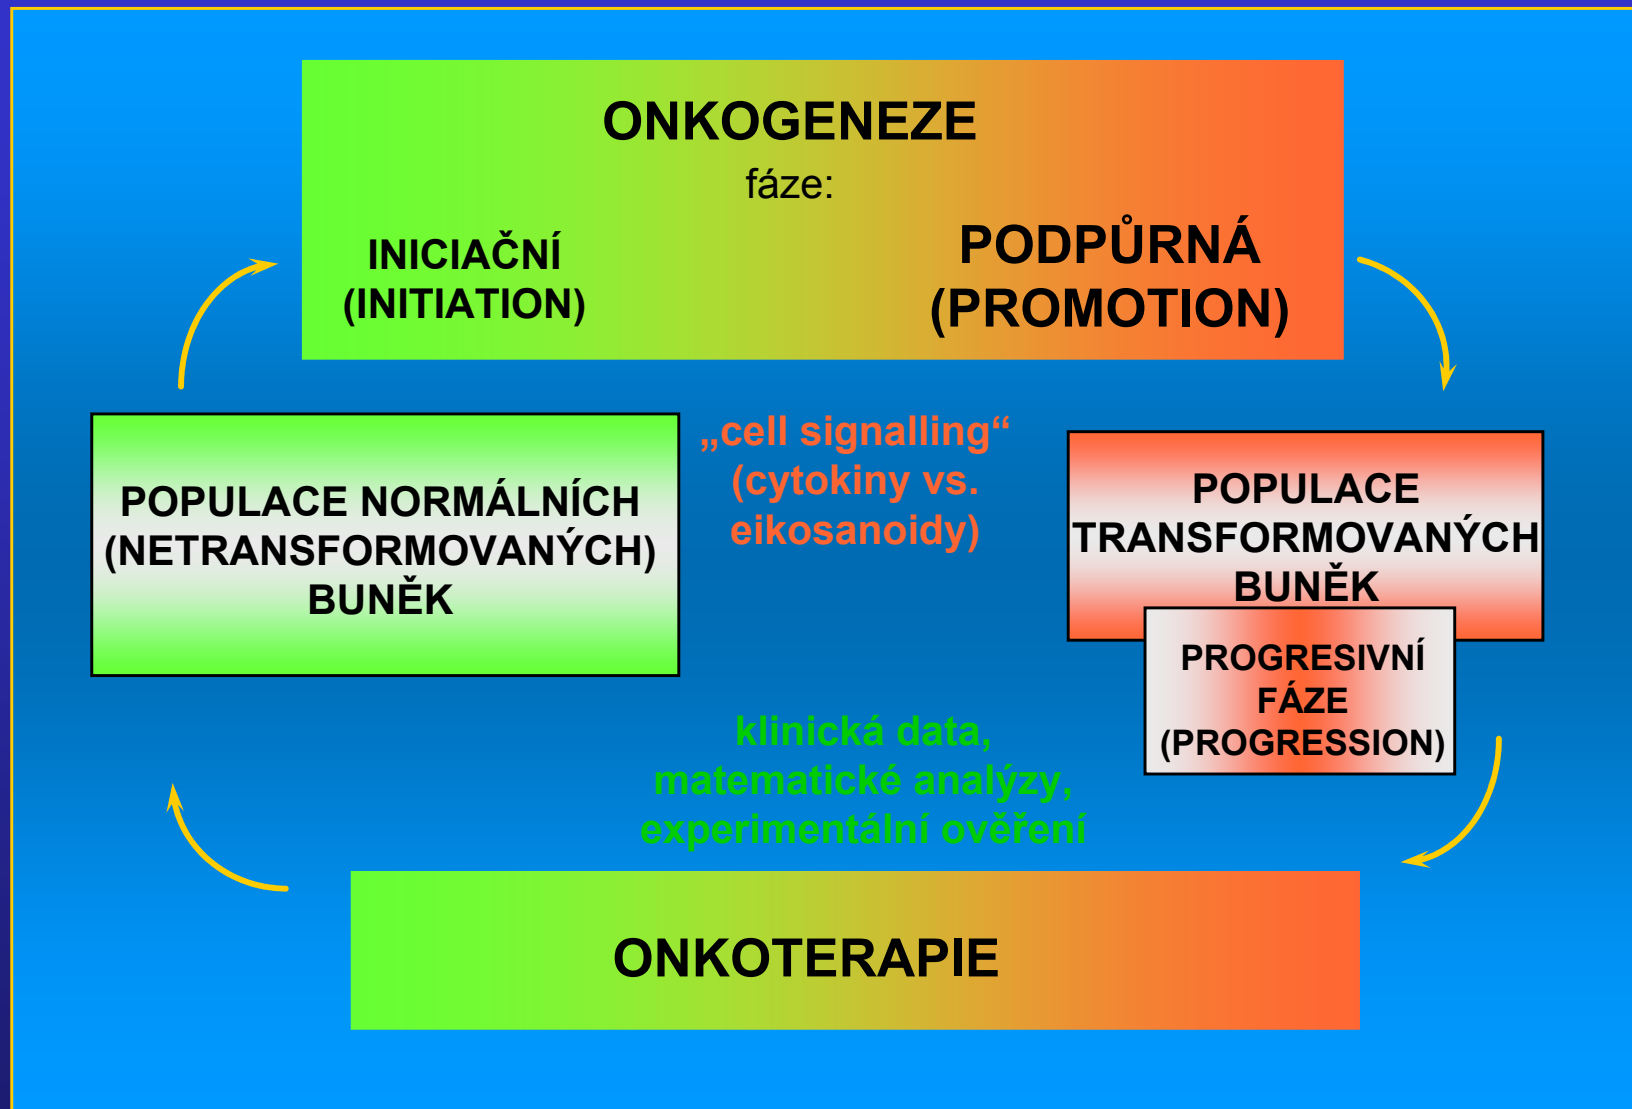 ONKOGENEZE
fáze:
INICIAČNÍ
(INITIATION)
PODPŮRNÁ
(PROMOTION)
POPULACE NORMÁLNÍCH
(NETRANSFORMOVANÝCH)
BUNĚK
„cell signalling“
(cytokiny vs.
eikosanoidy)
POPULACE
TRANSFORMOVANÝCH
BUNĚK
PROGRESIVNÍ
FÁZE
(PROGRESSION)
klinická data,
matematické analýzy,
experimentální ověření
ONKOTERAPIE